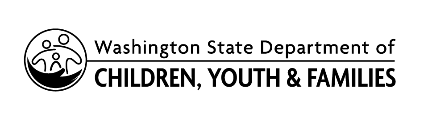 Washington State Department of
CHILDREN, YOUTH & FAMILIES